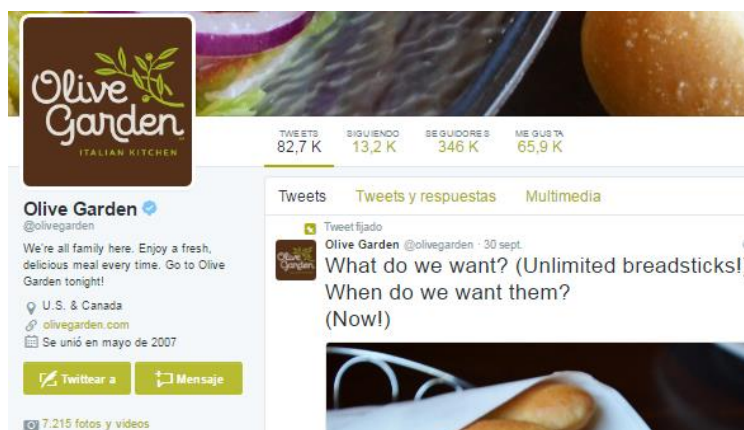 Olive
Garden
ITALIAN KITCHEN
TWEETS SIGUIENDO SEGUIDORES ME GUSTA
82,7 K 13,2 K 346 K 65,9 K
Olive Garden
@olivegarden
We're all family here. Enjoy a fresh,
delicious meal every time. Go to Olive
Garden tonight!
U.S. & Canada
olivegarden.com
Se unió en mayo de 2007
Twittear a Mensaje
7.215 fotos y videos
Tweets Tweets y respuestas Multimedia
Tweet fijado
Olive Garden @olivegarden · 30 sept.
Olive
Garden
What do we want? (Unlimited breadsticks!)
When do we want them?
(Now!)